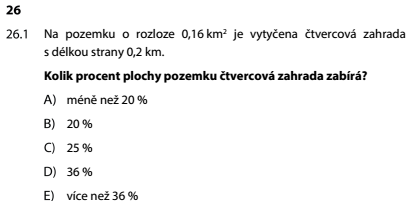 26
26.1 Na pozemku o rozloze 0,16 km² je vytyčena čtvercová zahrada
s délkou strany 0,2 km.
Kolik procent plochy pozemku čtvercová zahrada zabírá?
A) méně než 20 %
B) 20 %
C) 25 %
D) 36 %
E) více než 36 %